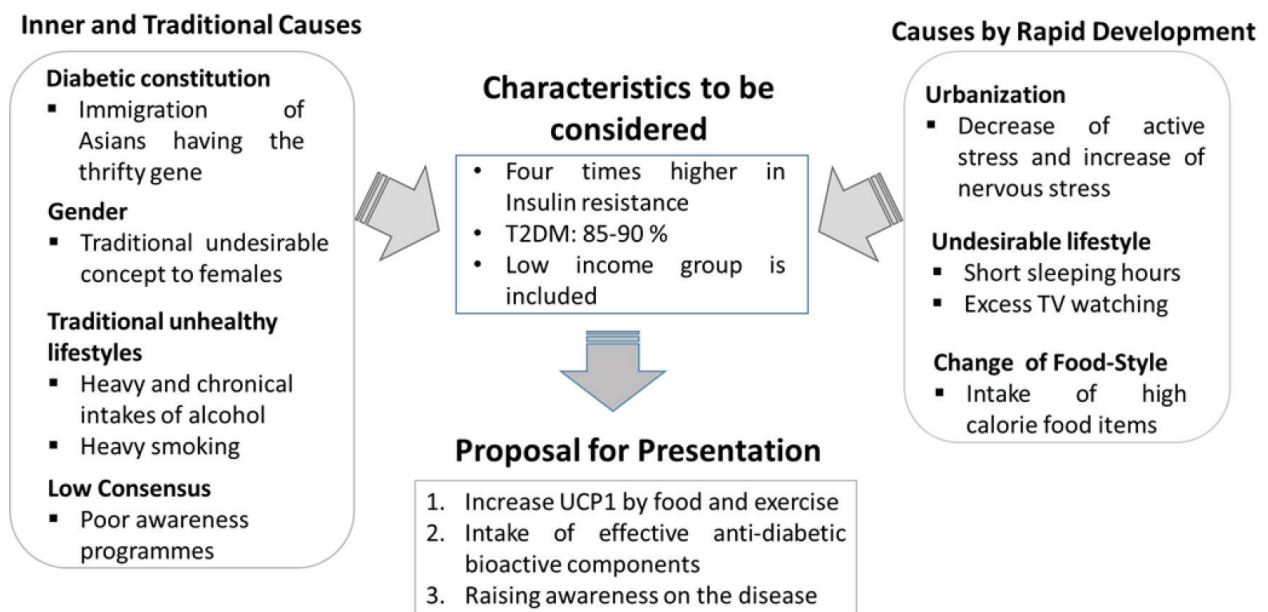 Inner and Traditional Causes
Diabetic constitution
▪ Immigration of
Asians having the
thrifty gene
Gender
▪ Traditional undesirable
concept to females
Traditional unhealthy
lifestyles
▪ Heavy and chronical
intakes of alcohol
▪ Heavy smoking
Low Consensus
▪ Poor awareness
programmes
Characteristics to be
considered
• Four times higher in
Insulin resistance
• T2DM: 85-90 %
• Low income group is
included
Proposal for Presentation
1. Increase UCP1 by food and exercise
2. Intake of effective anti-diabetic
bioactive components
3. Raising awareness on the disease
Causes by Rapid Development
Urbanization
▪ Decrease of active
stress and increase of
nervous stress
Undesirable lifestyle
▪ Short sleeping hours
▪ Excess TV watching
Change of Food-Style
▪ Intake of high
calorie food items